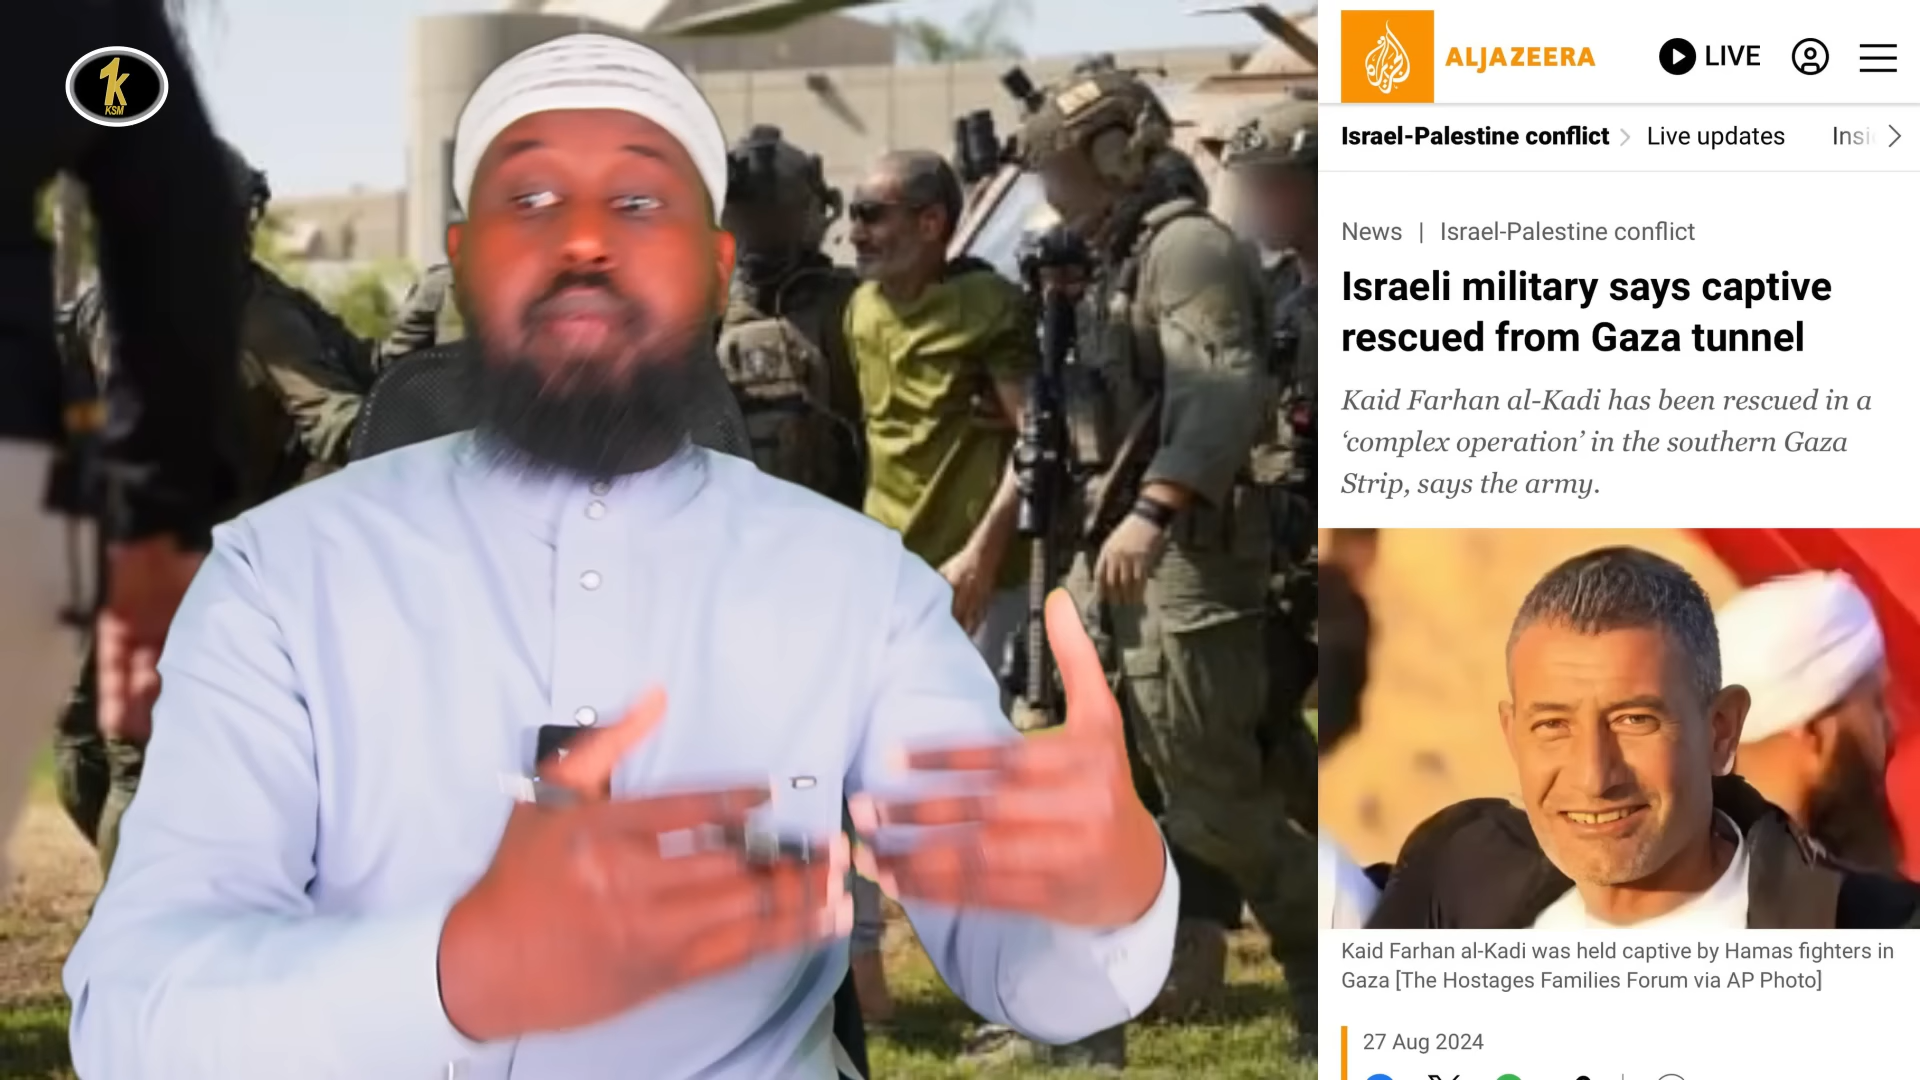 1k
KSM
ALJAZEERA
LIVE
Israel-Palestine conflict
Live updates
Insi
News | Israel-Palestine conflict
Israeli military says captive
rescued from Gaza tunnel
Kaid Farhan al-Kadi has been rescued in a
‘complex operation’ in the southern Gaza
Strip, says the army.
Kaid Farhan al-Kadi was held captive by Hamas fighters in
Gaza [The Hostages Families Forum via AP Photo]
27 Aug 2024